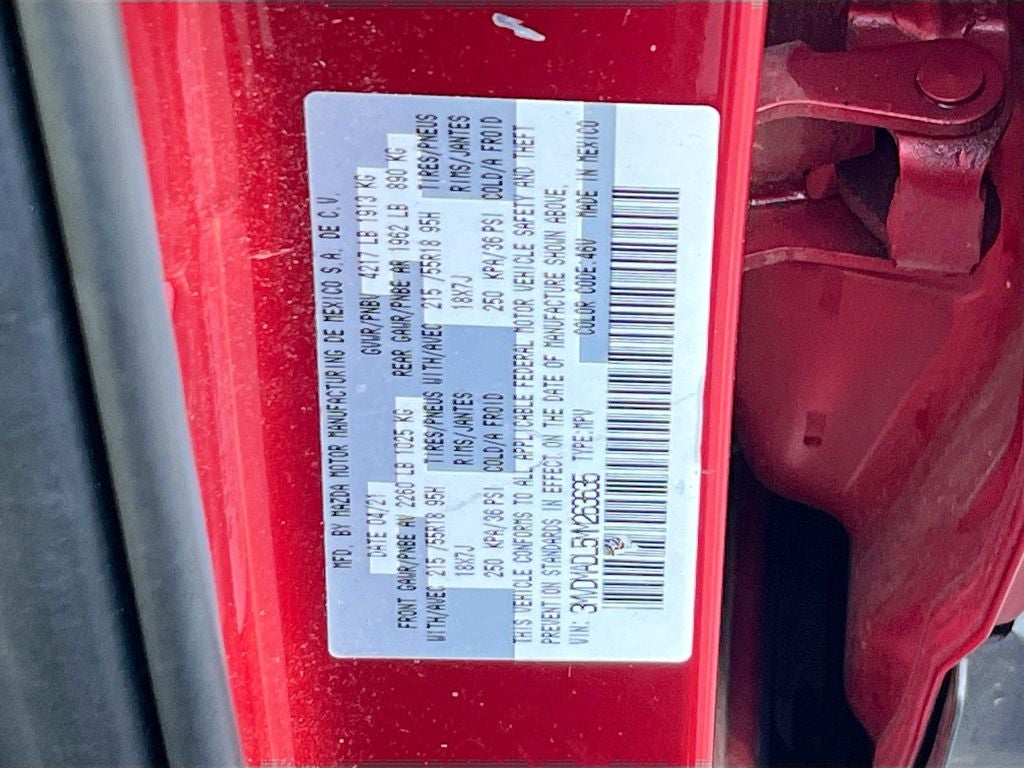 MFD. BY MAZDA MOTOR MANUFACTURING DE MEXICO S.A. DE C.V.
DATE 04/21 GVWR/PNBV 4217 LB 1913 KG
FRONT GAWR/PNBE AV 2260 LB 1025 KG REAR GAWR/PNBE AR 1962 LB 890 KG
WITH/AVEC 215 /55R18 95H TIRES/PNEUS WITH/AVEC 215 /55R18 95H TIRES/PNEUS
18X7J RIMS/JANTES 18X7J RIMS/JANTES
250 KPA/36 PSI COLD/A FROID 250 KPA/36 PSI COLD/A FROID
THIS VEHICLE CONFORMS TO ALL APPLICABLE FEDERAL MOTOR VEHICLE SAFETY AND THEFT
PREVENTION STANDARDS IN EFFECT ON THE DATE OF MANUFACTURE SHOWN ABOVE.
VIN: TYPE:MPV COLOR CODE:46V MADE IN MEXICO